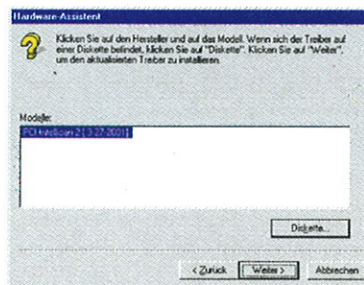 Hardware-Assistent
Klicken Sie auf den Hersteller und auf das Modell. Wenn sich der Treiber auf
einer Diskette befindet, klicken Sie auf "Diskette". Klicken Sie auf "Weiter",
um den aktualisierten Treiber zu installieren.
Modelle:
PCI IntelScan 2 [ 3-27-2001]
Diskette...
< Zurück
Weiter >
Abbrechen